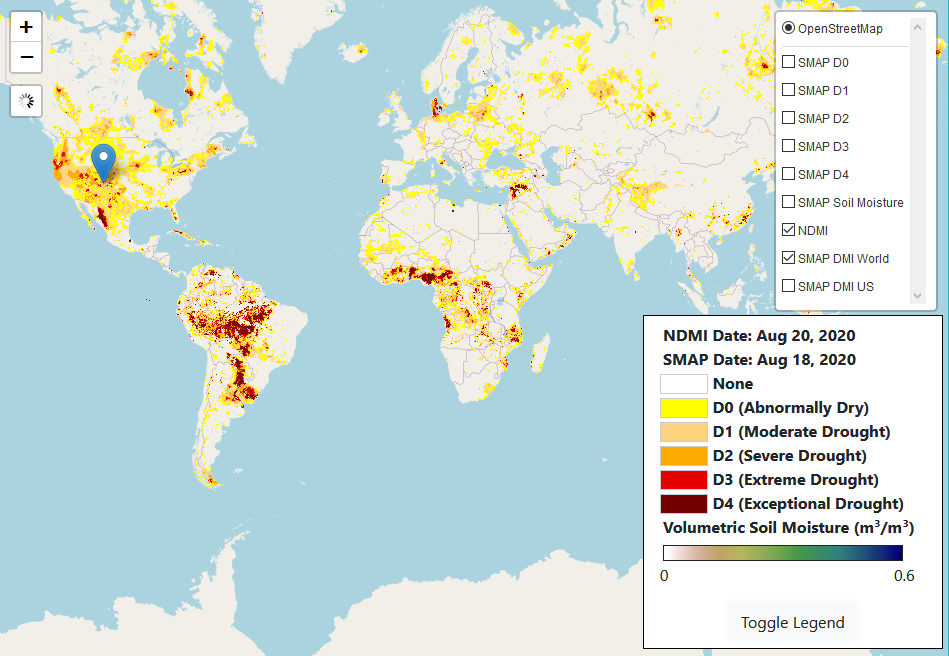 +
−
OpenStreetMap
SMAP D0
SMAP D1
SMAP D2
SMAP D3
SMAP D4
SMAP Soil Moisture
NDMI
SMAP DMI World
SMAP DMI US
NDMI Date: Aug 20, 2020
SMAP Date: Aug 18, 2020
None
D0 (Abnormally Dry)
D1 (Moderate Drought)
D2 (Severe Drought)
D3 (Extreme Drought)
D4 (Exceptional Drought)
Volumetric Soil Moisture (m³/m³)
0 0.6
Toggle Legend